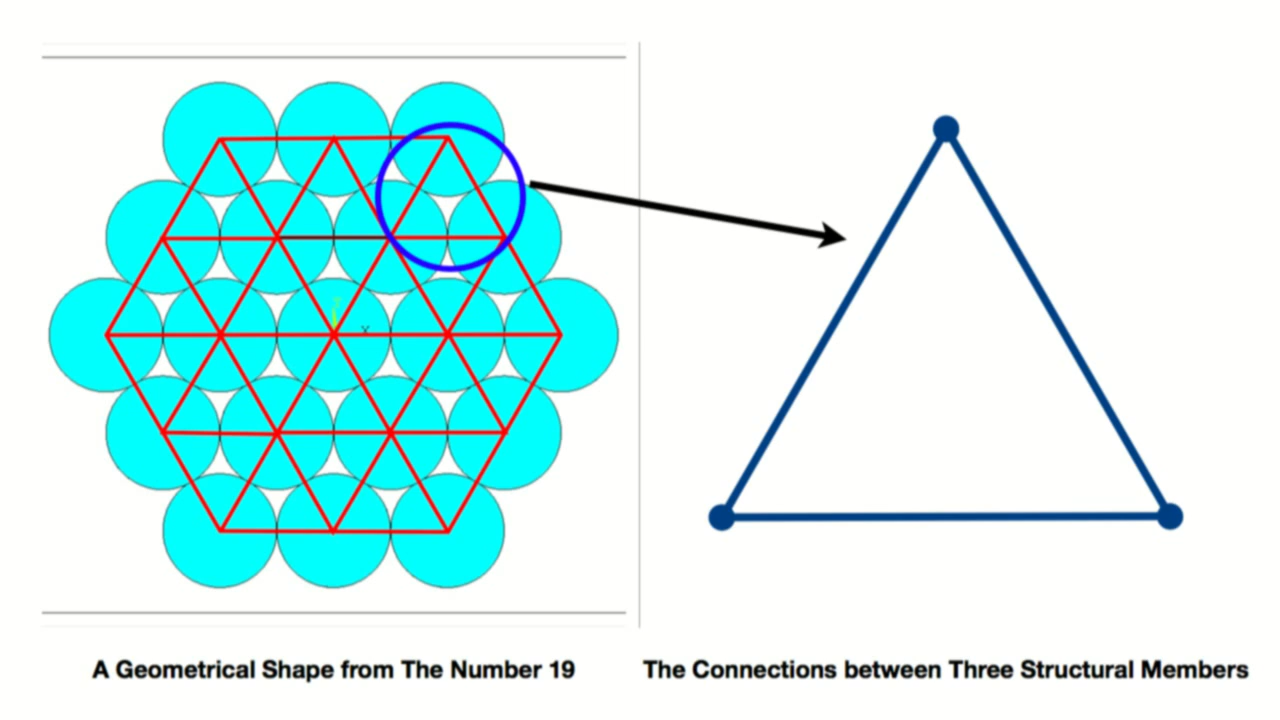 X
A Geometrical Shape from The Number 19
The Connections between Three Structural Members